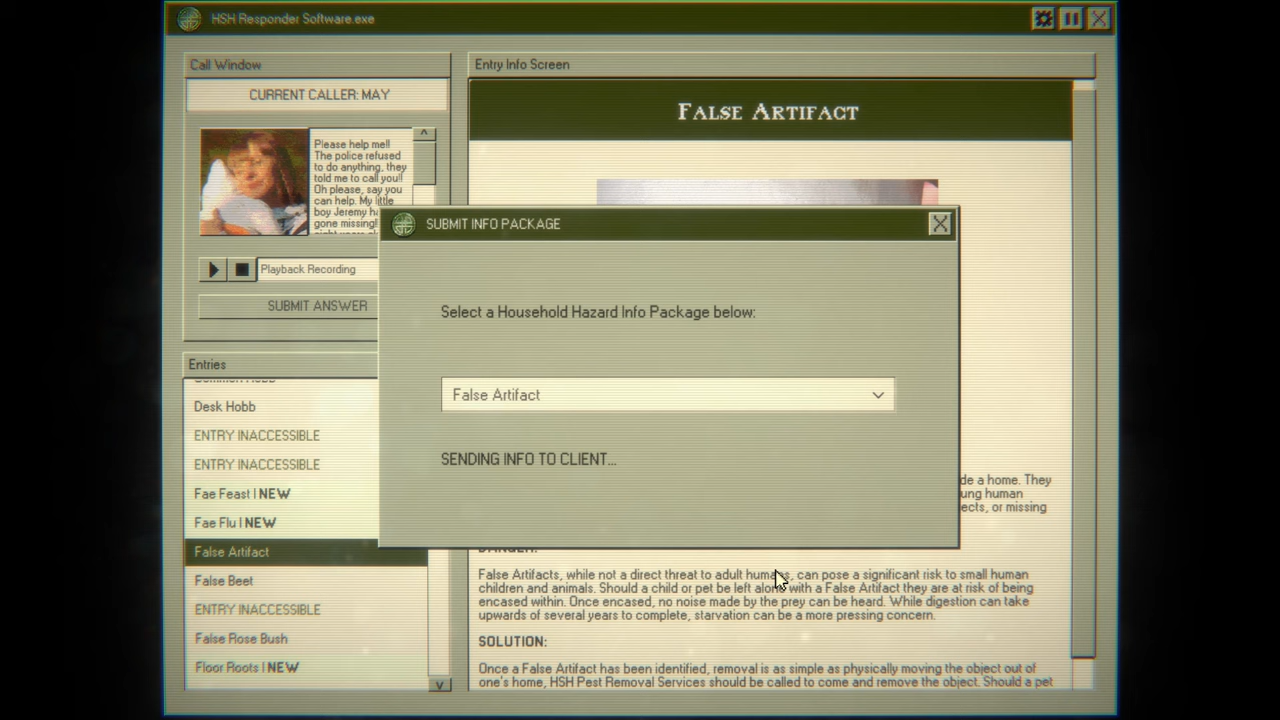 HSH Responder Software.exe
Call Window
CURRENT CALLER: MAY
Please help me!!
The police refused
to do anything, they
told me to call you!!
Oh please, say you
can help. My little
boy Jeremy
gone missing!
Playback Recording
SUBMIT ANSWER
Entries
Common Hobb
Desk Hobb
ENTRY INACCESSIBLE
ENTRY INACCESSIBLE
Fae Feast | NEW
Fae Flu | NEW
False Artifact
False Beet
ENTRY INACCESSIBLE
False Rose Bush
Floor Roots | NEW
Entry Info Screen
FALSE ARTIFACT
SUBMIT INFO PACKAGE
Select a Household Hazard Info Package below:
False Artifact
SENDING INFO TO CLIENT...
de a home. They
ung human
ects, or missing
DANGER:
False Artifacts, while not a direct threat to adult humans, can pose a significant risk to small human
children and animals. Should a child or pet be left alone with a False Artifact they are at risk of being
encased within. Once encased, no noise made by the prey can be heard. While digestion can take
upwards of several years to complete, starvation can be a more pressing concern.
SOLUTION:
Once a False Artifact has been identified, removal is as simple as physically moving the object out of
one's home, HSH Pest Removal Services should be called to come and remove the object. Should a pet